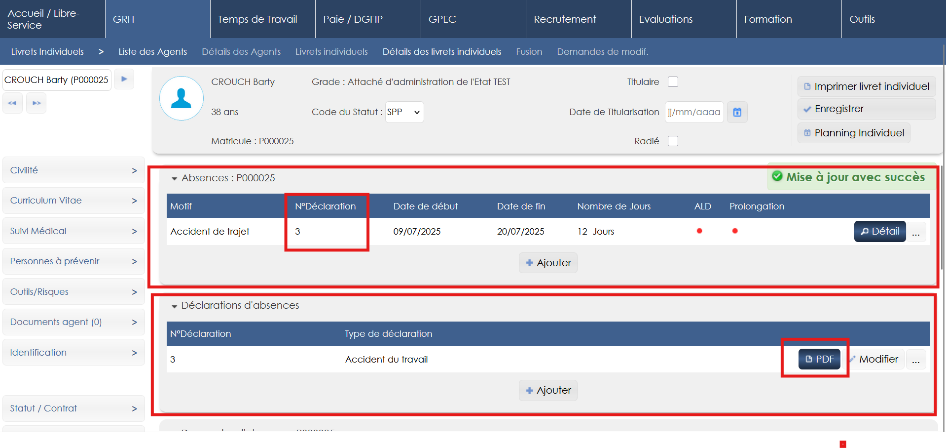 Accueil / Libre Service
GRH
Temps de Travail
Paie / DGFIP
GPEC
Recrutement
Evaluations
Formation
Outils
Livrets Individuels > Liste des Agents Détails des Agents Livrets individuels Détails des livrets individuels Fusion Demandes de modif.
CROUCH Barty (P000025
CROUCH Barty
Grade : Attaché d'administration de l'Etat TEST
Titulaire
Imprimer livret individuel
38 ans
Code du Statut : SPP
Date de Titularisation jj/mm/aaaa
Enregistrer
Matricule : P000025
Radié
Planning Individuel
Civilité >
Curriculum Vitae >
Suivi Médical >
Personnes à prévenir >
Outils/Risques >
Documents agent (0) >
Identification >
Statut / Contrat >
Absences : P000025
Mise à jour avec succès
Motif N°Déclaration Date de début Date de fin Nombre de Jours ALD Prolongation
Accident de trajet 3 09/07/2025 20/07/2025 12 Jours Détail ...
+ Ajouter
Déclarations d'absences
N°Déclaration Type de déclaration
3 Accident du travail PDF Modifier ...
+ Ajouter